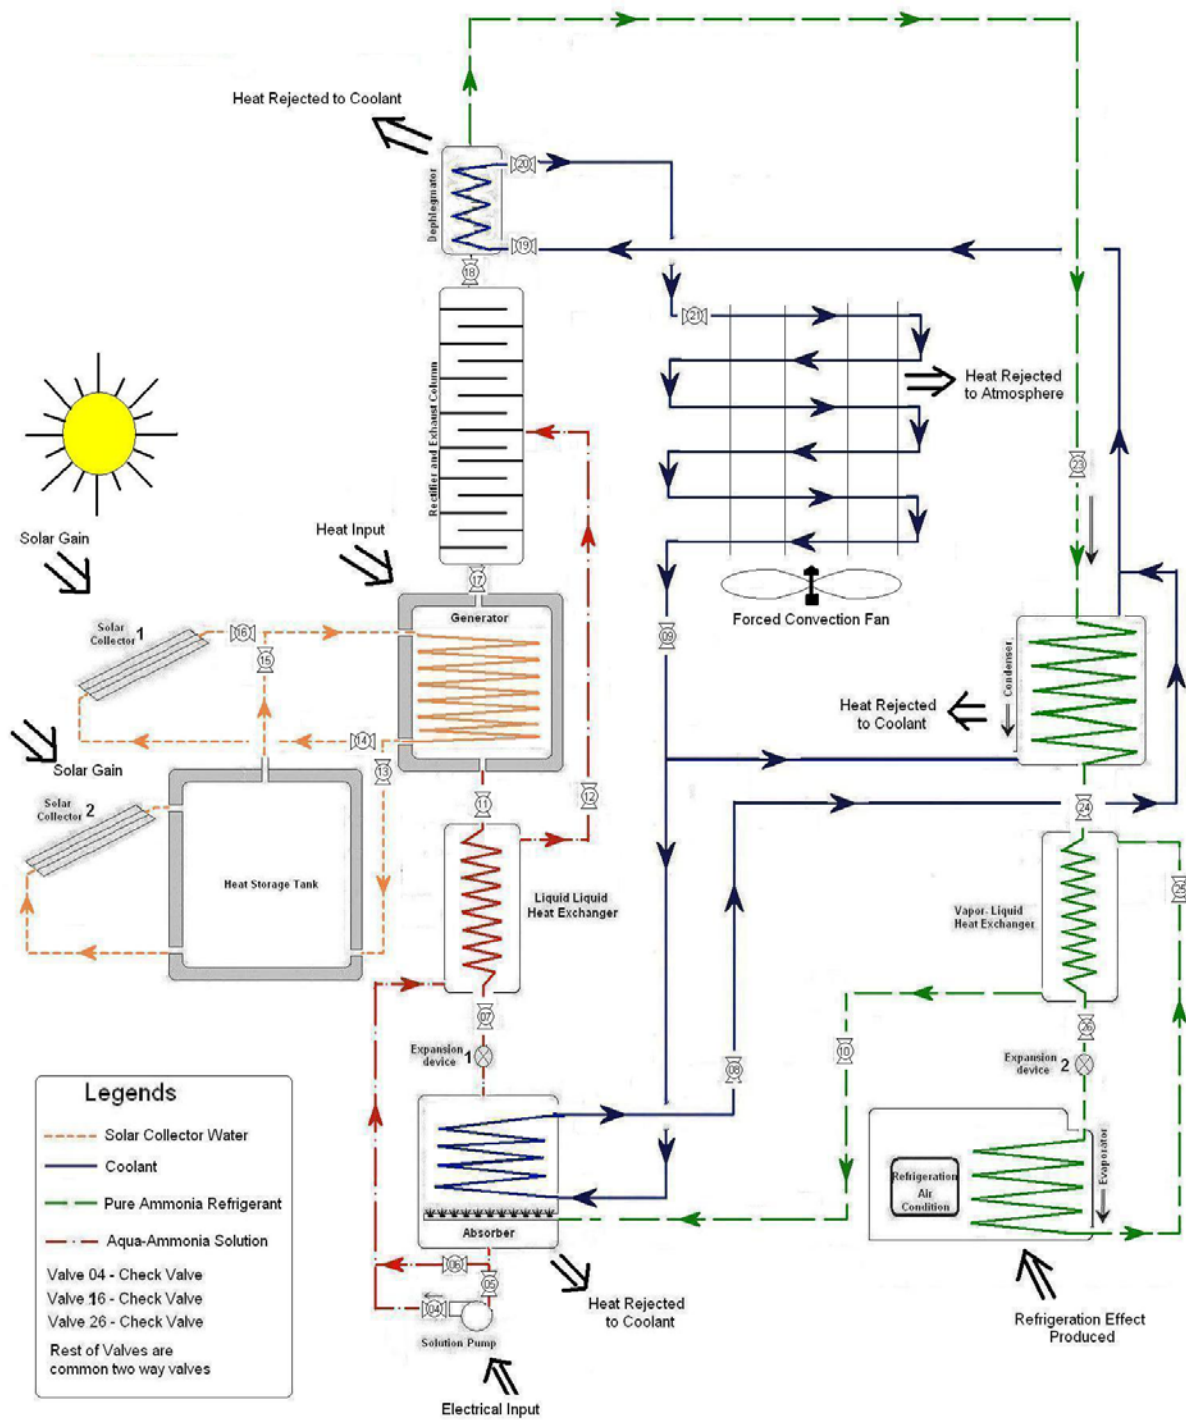 Heat Rejected to Coolant
Dephlegmator
20
19
18
21
Heat Rejected
to Atmosphere
Rectifier and Exhaust Column
23
Solar Gain
Heat Input
17
Forced Convection Fan
Generator
Solar
Collector 1
16
15
09
Condenser
Heat Rejected
to Coolant
14
13
Solar Gain
Solar
Collector 2
11
12
24
Heat Storage Tank
Liquid Liquid
Heat Exchanger
Vapor-Liquid
Heat Exchanger
25
07
26
10
08
Expansion
device 1
Expansion
device 2
Legends
Solar Collector Water
Coolant
Pure Ammonia Refrigerant
Aqua-Ammonia Solution
Valve 04 - Check Valve
Valve 16 - Check Valve
Valve 26 - Check Valve
Rest of Valves are
common two way valves
Refrigeration
Air
Condition
Evaporator
Absorber
06
05
04
Solution Pump
Heat Rejected
to Coolant
Refrigeration Effect
Produced
Electrical Input